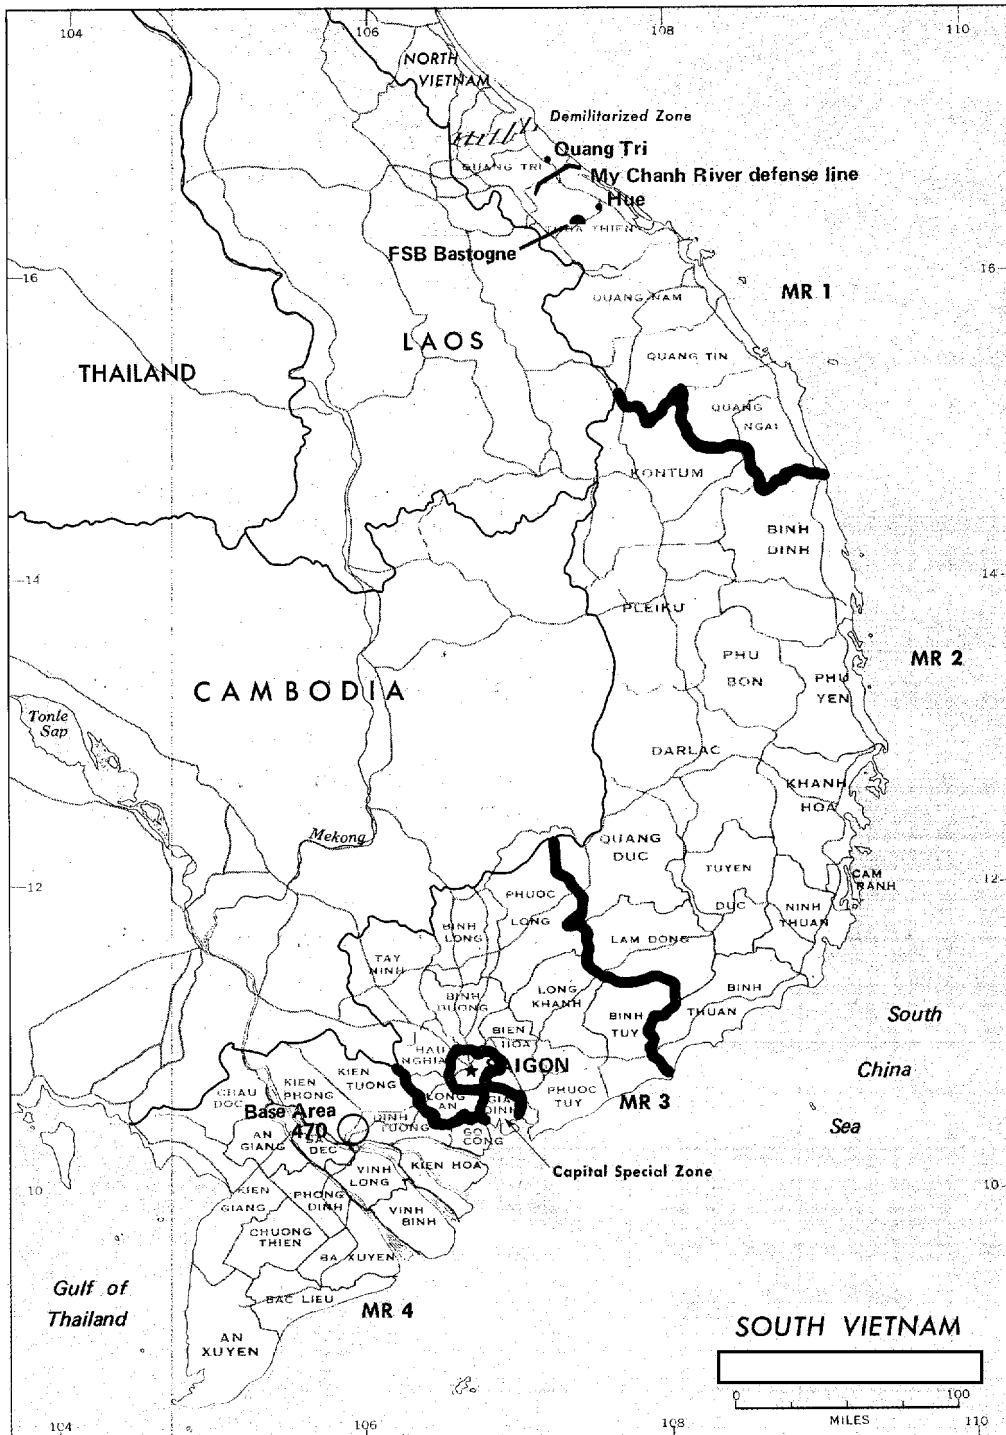 104
106
108
110
NORTH
VIETNAM
Demilitarized Zone
Quang Tri
QUANG TRI
My Chanh River defense line
Hue
THUA THIEN
FSB Bastogne
16
16
MR 1
QUANG NAM
LAOS
THAILAND
QUANG TIN
QUANG
NGAI
KONTUM
BINH
DINH
14
14
PLEIKU
MR 2
PHU
BON
PHU
YEN
CAMBODIA
Tonle
Sap
DARLAC
KHANH
HOA
Mekong
QUANG
DUC
TUYEN
DUC
CAM
RANH
12
12
PHUOC
LONG
NINH
THUAN
BINH
LONG
LAM DONG
TAY
NINH
LONG
KHANH
BINH
THUAN
BINH
DUONG
BINH
TUY
South
China
Sea
BIEN
HOA
HAU
NGHIA
SAIGON
KIEN
TUONG
KIEN
PHONG
CHAU
DOC
LONG
AN
GIA
DINH
PHUOC
TUY
MR 3
Base Area
470
DINH
TUONG
GO
CONG
AN
GIANG
SA
DEC
KIEN HOA
Capital Special Zone
VINH
LONG
10
10
KIEN
GIANG
PHONG
DINH
VINH
BINH
CHUONG
THIEN
BA XUYEN
Gulf of
Thailand
BAC LIEU
MR 4
AN
XUYEN
SOUTH VIETNAM
0
100
MILES
104
106
108
110